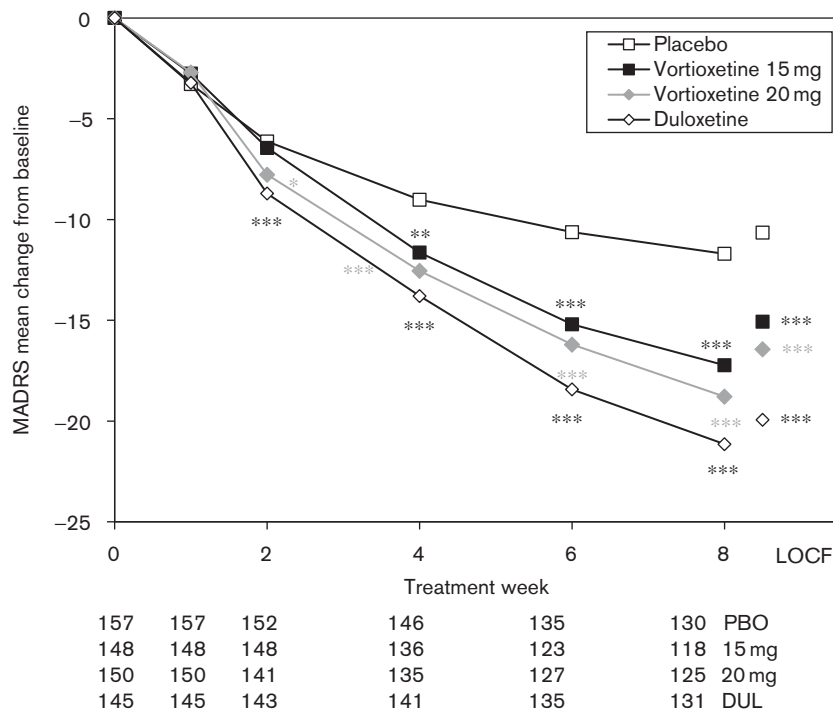 −0
Placebo
Vortioxetine 15 mg
Vortioxetine 20 mg
Duloxetine
−5
*
***
−10
**
***
***
***
−15
***
***
***
***
***
−20
***
***
***
***
−25
MADRS mean change from baseline
0 2 4 6 8 LOCF
Treatment week
157 157 152 146 135 130 PBO
148 148 148 136 123 118 15 mg
150 150 141 135 127 125 20 mg
145 145 143 141 135 131 DUL